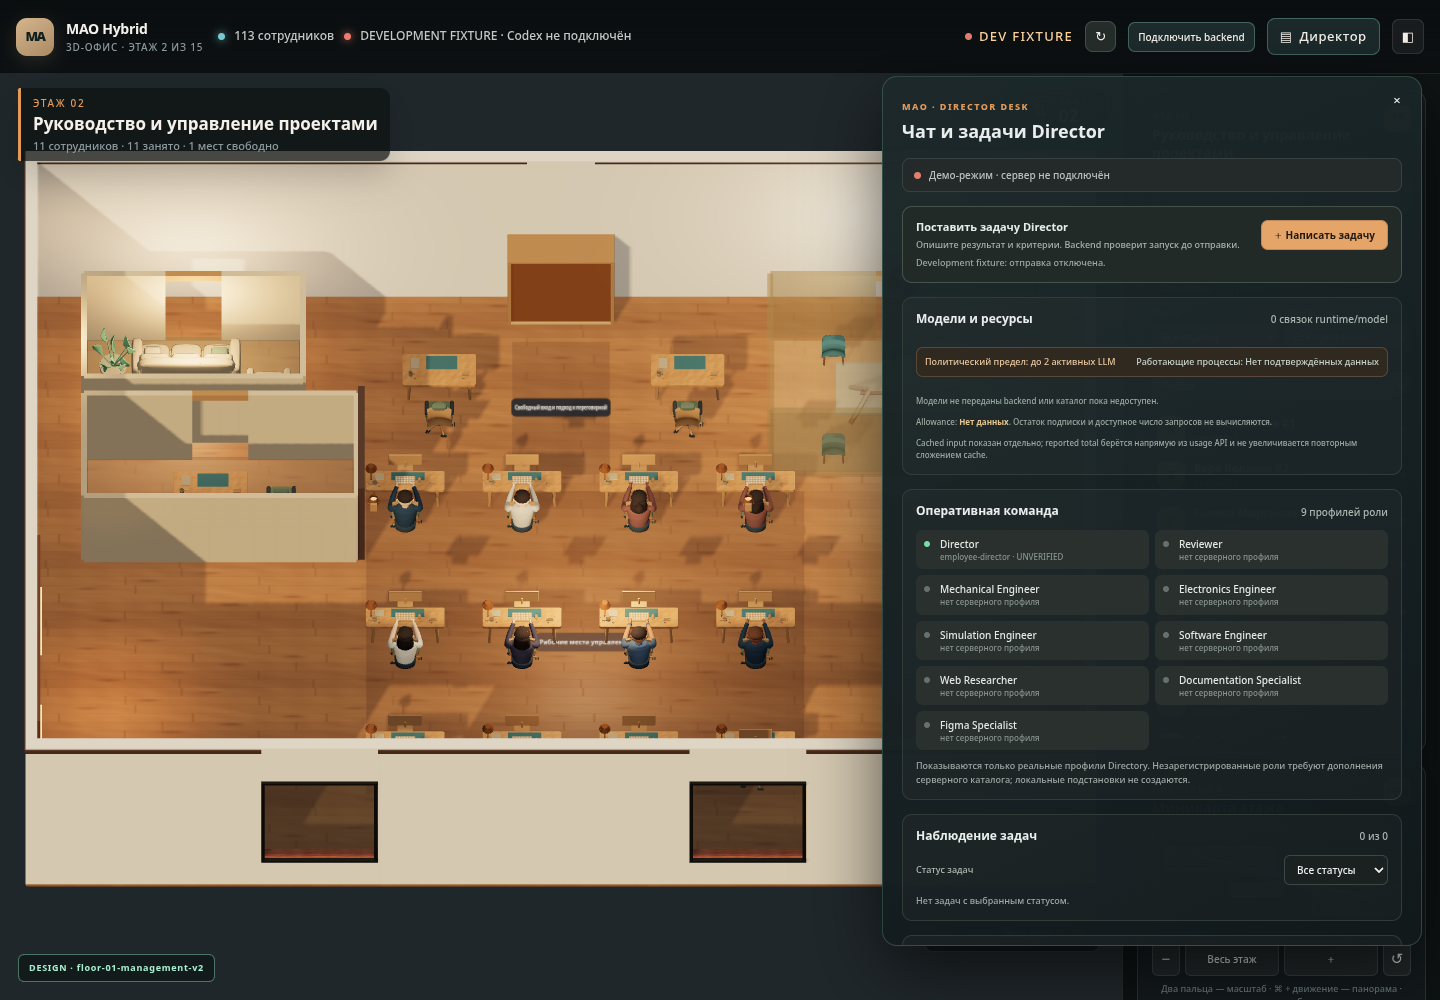 MA
MAO Hybrid
3D-ОФИС · ЭТАЖ 2 ИЗ 15
113 сотрудников
DEVELOPMENT FIXTURE · Codex не подключён
DEV FIXTURE
Подключить backend
Директор
ЭТАЖ 02
Руководство и управление проектами
11 сотрудников · 11 занято · 1 мест свободно
Свободный вход и подход к переговорной
DESIGN · floor-01-management-v2
MAO · DIRECTOR DESK
Чат и задачи Director
Демо-режим · сервер не подключён
Поставить задачу Director
Опишите результат и критерии. Backend проверит запуск до отправки.
Development fixture: отправка отключена.
+ Написать задачу
Модели и ресурсы
0 связок runtime/model
Политический предел: до 2 активных LLM
Работающие процессы: Нет подтверждённых данных
Модели не переданы backend или каталог пока недоступен.
Allowance: Нет данных. Остаток подписки и доступное число запросов не вычисляются.
Cached input показан отдельно; reported total берётся напрямую из usage API и не увеличивается повторным
сложением cache.
Оперативная команда
9 профилей роли
Director
employee-director · UNVERIFIED
Reviewer
нет серверного профиля
Mechanical Engineer
нет серверного профиля
Electronics Engineer
нет серверного профиля
Simulation Engineer
нет серверного профиля
Software Engineer
нет серверного профиля
Web Researcher
нет серверного профиля
Documentation Specialist
нет серверного профиля
Figma Specialist
нет серверного профиля
Показываются только реальные профили Directory. Незарегистрированные роли требуют дополнения
серверного каталога; локальные подстановки не создаются.
Наблюдение задач
0 из 0
Статус задач
Все статусы
Нет задач с выбранным статусом.
− Весь этаж +
Два пальца — масштаб · ⌘ + движение — панорама ·